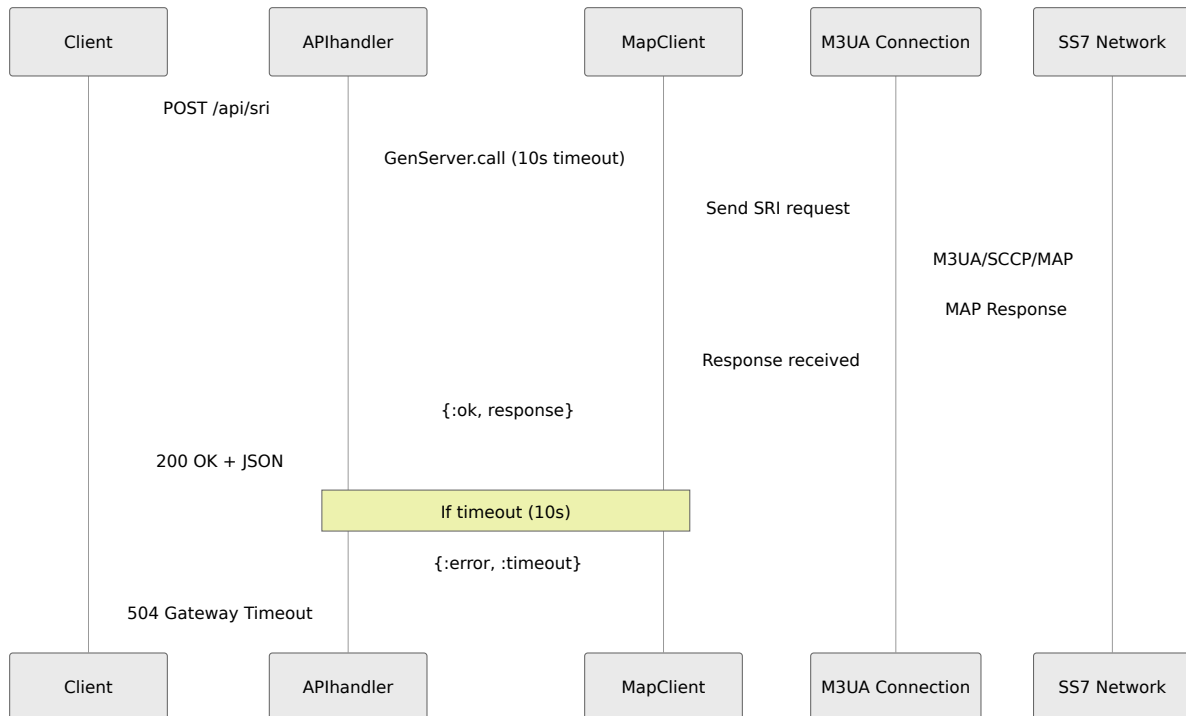 Client
APIhandler
MapClient
M3UA Connection
SS7 Network
POST /api/sri
GenServer.call (10s timeout)
Send SRI request
M3UA/SCCP/MAP
MAP Response
Response received
{:ok, response}
200 OK + JSON
If timeout (10s)
{:error, :timeout}
504 Gateway Timeout
Client
APIhandler
MapClient
M3UA Connection
SS7 Network